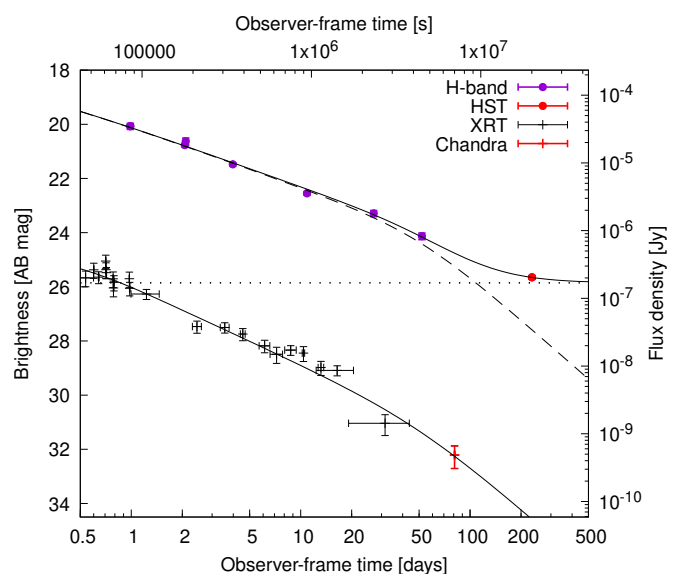 Observer-frame time [s]
100000 1x10^6 1x10^7
18
20
22
24
26
28
30
32
34
Brightness [AB mag]
H-band
HST
XRT
Chandra
10^-4
10^-5
10^-6
10^-7
10^-8
10^-9
10^-10
Flux density [Jy]
0.5 1 2 5 10 20 50 100 200 500
Observer-frame time [days]